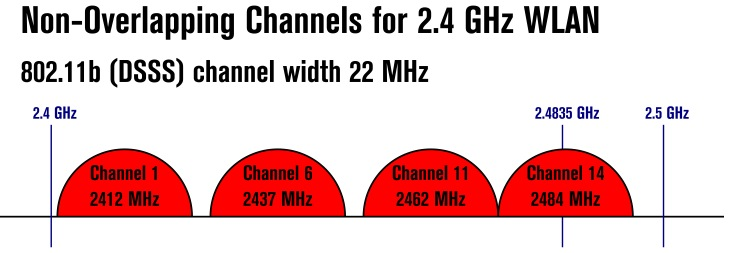 Non-Overlapping Channels for 2.4 GHz WLAN
802.11b (DSSS) channel width 22 MHz
2.4 GHz
2.4835 GHz
2.5 GHz
Channel 1
2412 MHz
Channel 6
2437 MHz
Channel 11
2462 MHz
Channel 14
2484 MHz